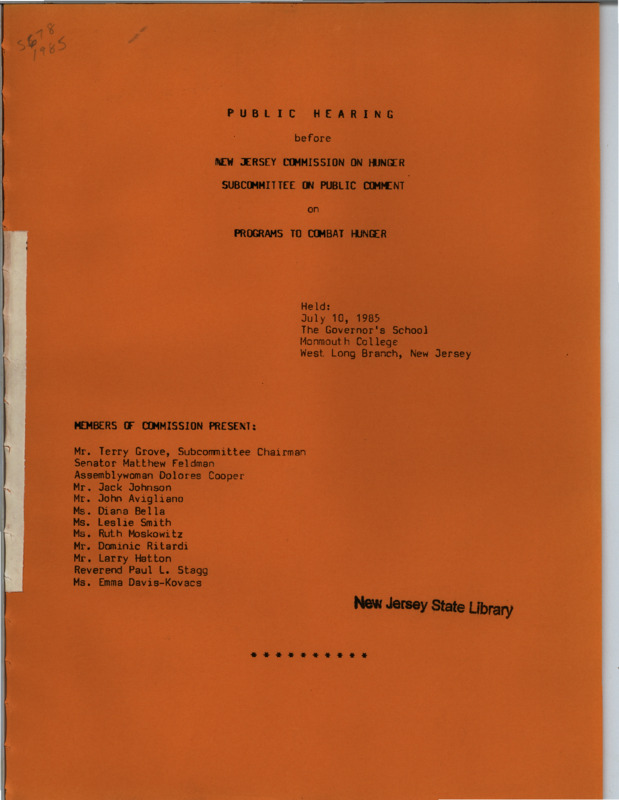 S678
1985
PUBLIC HEARING
before
NEW JERSEY COMMISSION ON HUNGER
SUBCOMMITTEE ON PUBLIC COMMENT
on
PROGRAMS TO COMBAT HUNGER
Held:
July 10, 1985
The Governor's School
Monmouth College
West Long Branch, New Jersey
MEMBERS OF COMMISSION PRESENT:
Mr. Terry Grove, Subcommittee Chairman
Senator Matthew Feldman
Assemblywoman Dolores Cooper
Mr. Jack Johnson
Mr. John Avigliano
Ms. Diana Bella
Ms. Leslie Smith
Ms. Ruth Moskowitz
Mr. Dominic Ritardi
Mr. Larry Hatton
Reverend Paul L. Stagg
Ms. Emma Davis-Kovacs
New Jersey State Library
* * * * * * * * * *